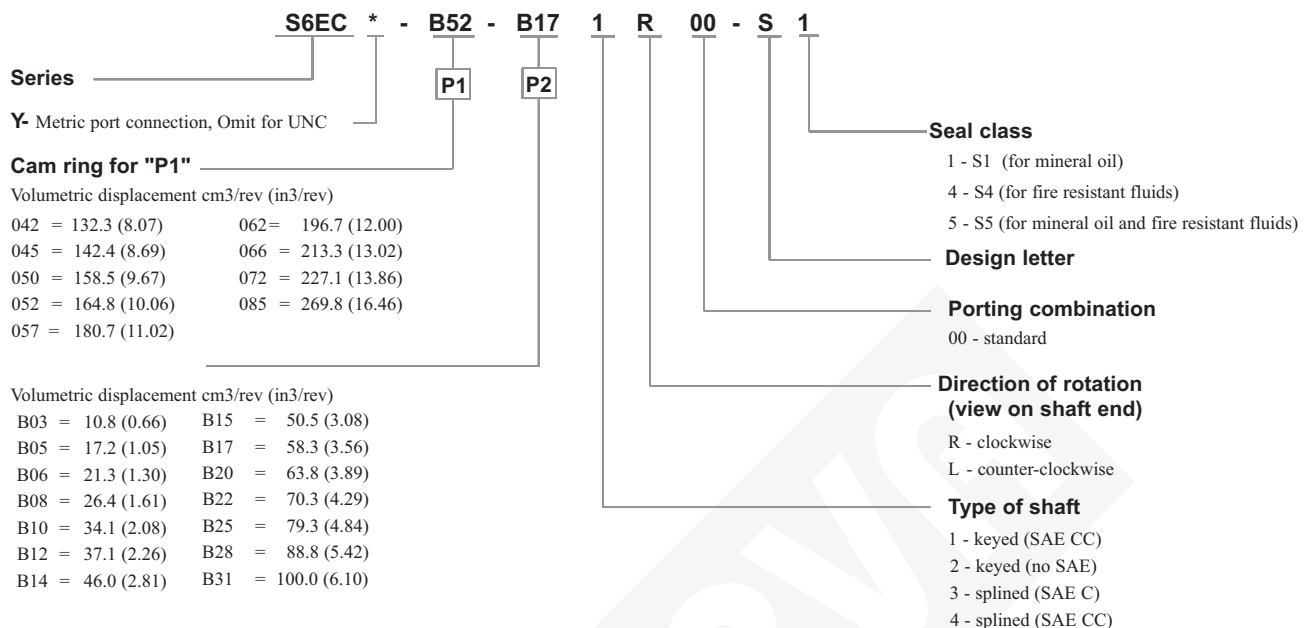 S6EC * - B52 - B17 1 R 00 - S 1
P1 P2
Series
Y- Metric port connection, Omit for UNC
Cam ring for "P1"
Volumetric displacement cm3/rev (in3/rev)
042 = 132.3 (8.07) 062= 196.7 (12.00)
045 = 142.4 (8.69) 066 = 213.3 (13.02)
050 = 158.5 (9.67) 072 = 227.1 (13.86)
052 = 164.8 (10.06) 085 = 269.8 (16.46)
057 = 180.7 (11.02)
Volumetric displacement cm3/rev (in3/rev)
B03 = 10.8 (0.66) B15 = 50.5 (3.08)
B05 = 17.2 (1.05) B17 = 58.3 (3.56)
B06 = 21.3 (1.30) B20 = 63.8 (3.89)
B08 = 26.4 (1.61) B22 = 70.3 (4.29)
B10 = 34.1 (2.08) B25 = 79.3 (4.84)
B12 = 37.1 (2.26) B28 = 88.8 (5.42)
B14 = 46.0 (2.81) B31 = 100.0 (6.10)
Seal class
1 - S1 (for mineral oil)
4 - S4 (for fire resistant fluids)
5 - S5 (for mineral oil and fire resistant fluids)
Design letter
Porting combination
00 - standard
Direction of rotation
(view on shaft end)
R - clockwise
L - counter-clockwise
Type of shaft
1 - keyed (SAE CC)
2 - keyed (no SAE)
3 - splined (SAE C)
4 - splined (SAE CC)